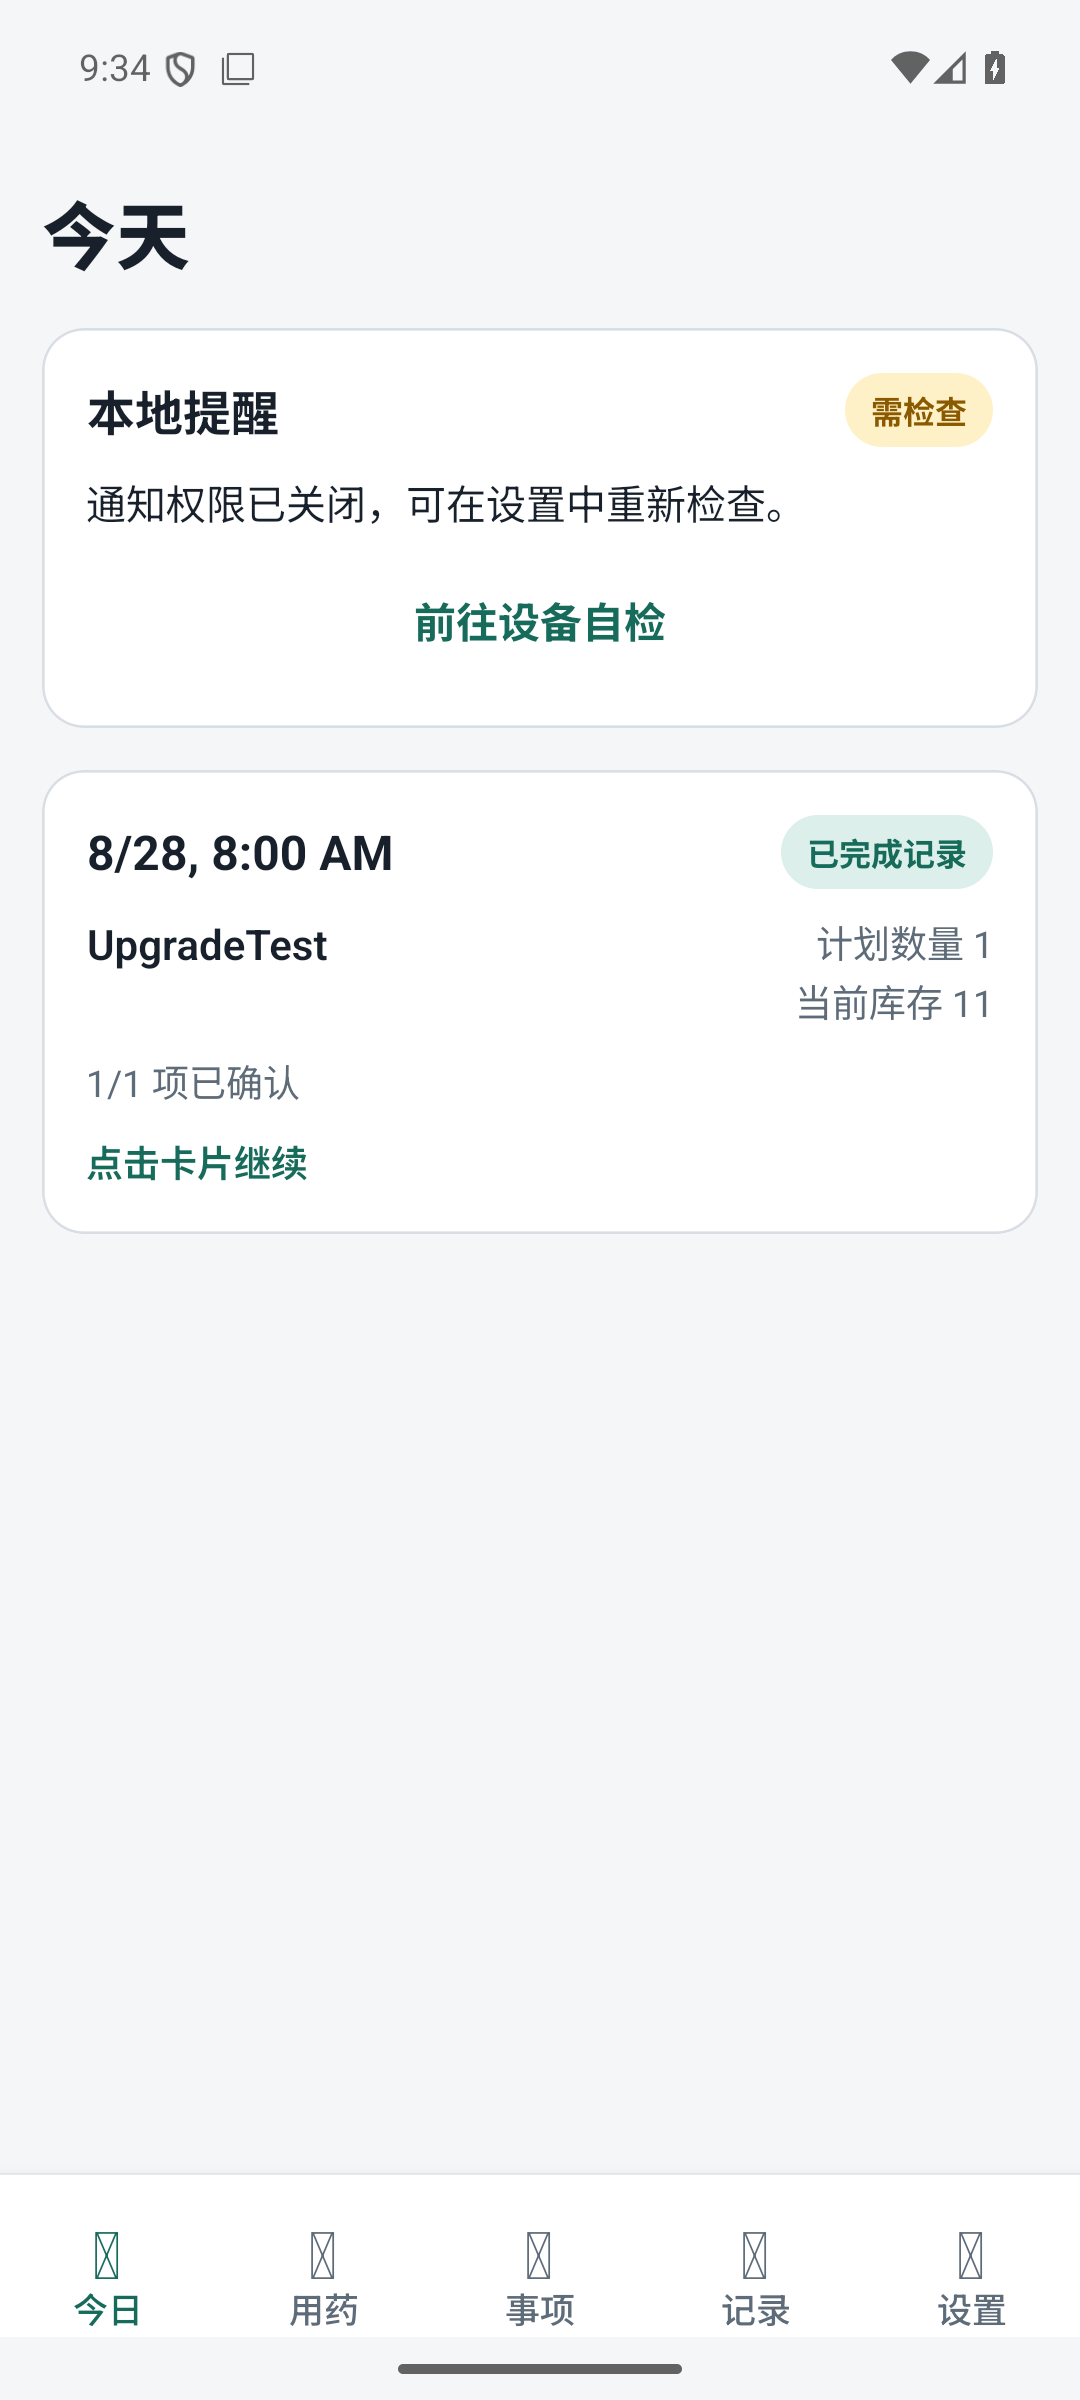 9:34
今天
本地提醒
需检查
通知权限已关闭，可在设置中重新检查。
前往设备自检
8/28, 8:00 AM
已完成记录
UpgradeTest
计划数量 1
当前库存 11
1/1 项已确认
点击卡片继续
今日
用药
事项
记录
设置